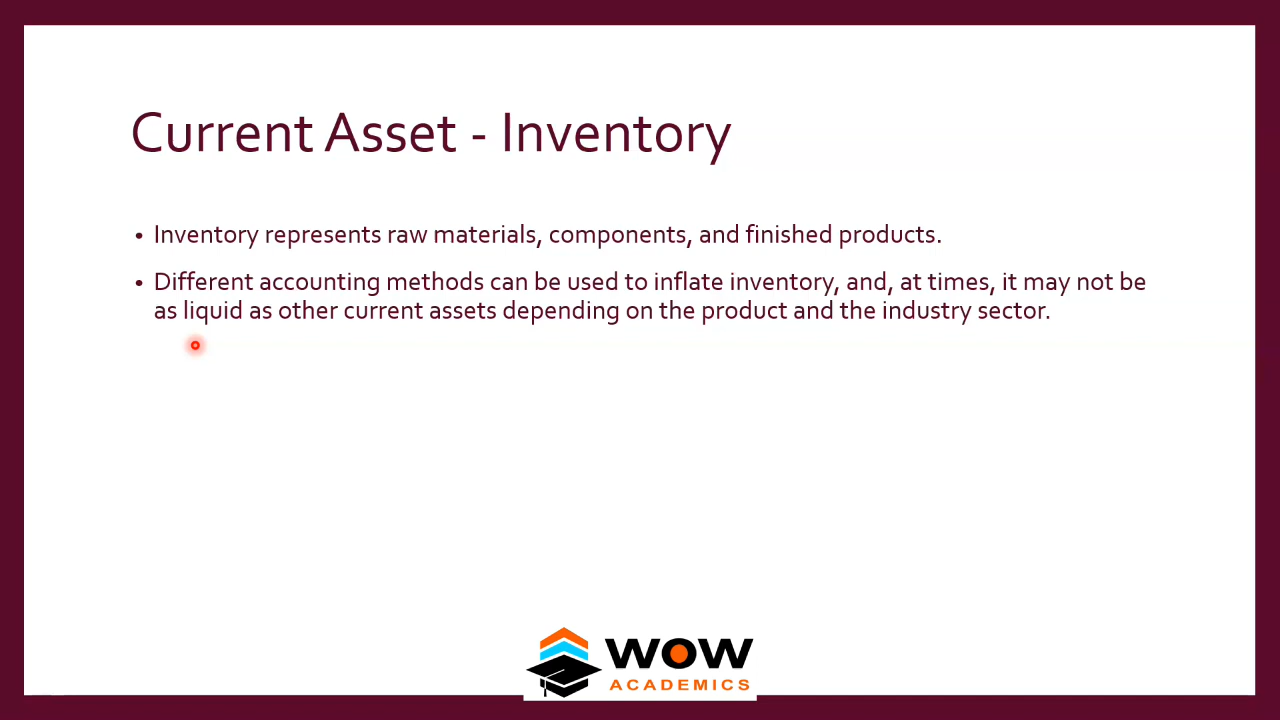 Current Asset - Inventory
• Inventory represents raw materials, components, and finished products.
• Different accounting methods can be used to inflate inventory, and, at times, it may not be
as liquid as other current assets depending on the product and the industry sector.
WOW
ACADEMICS